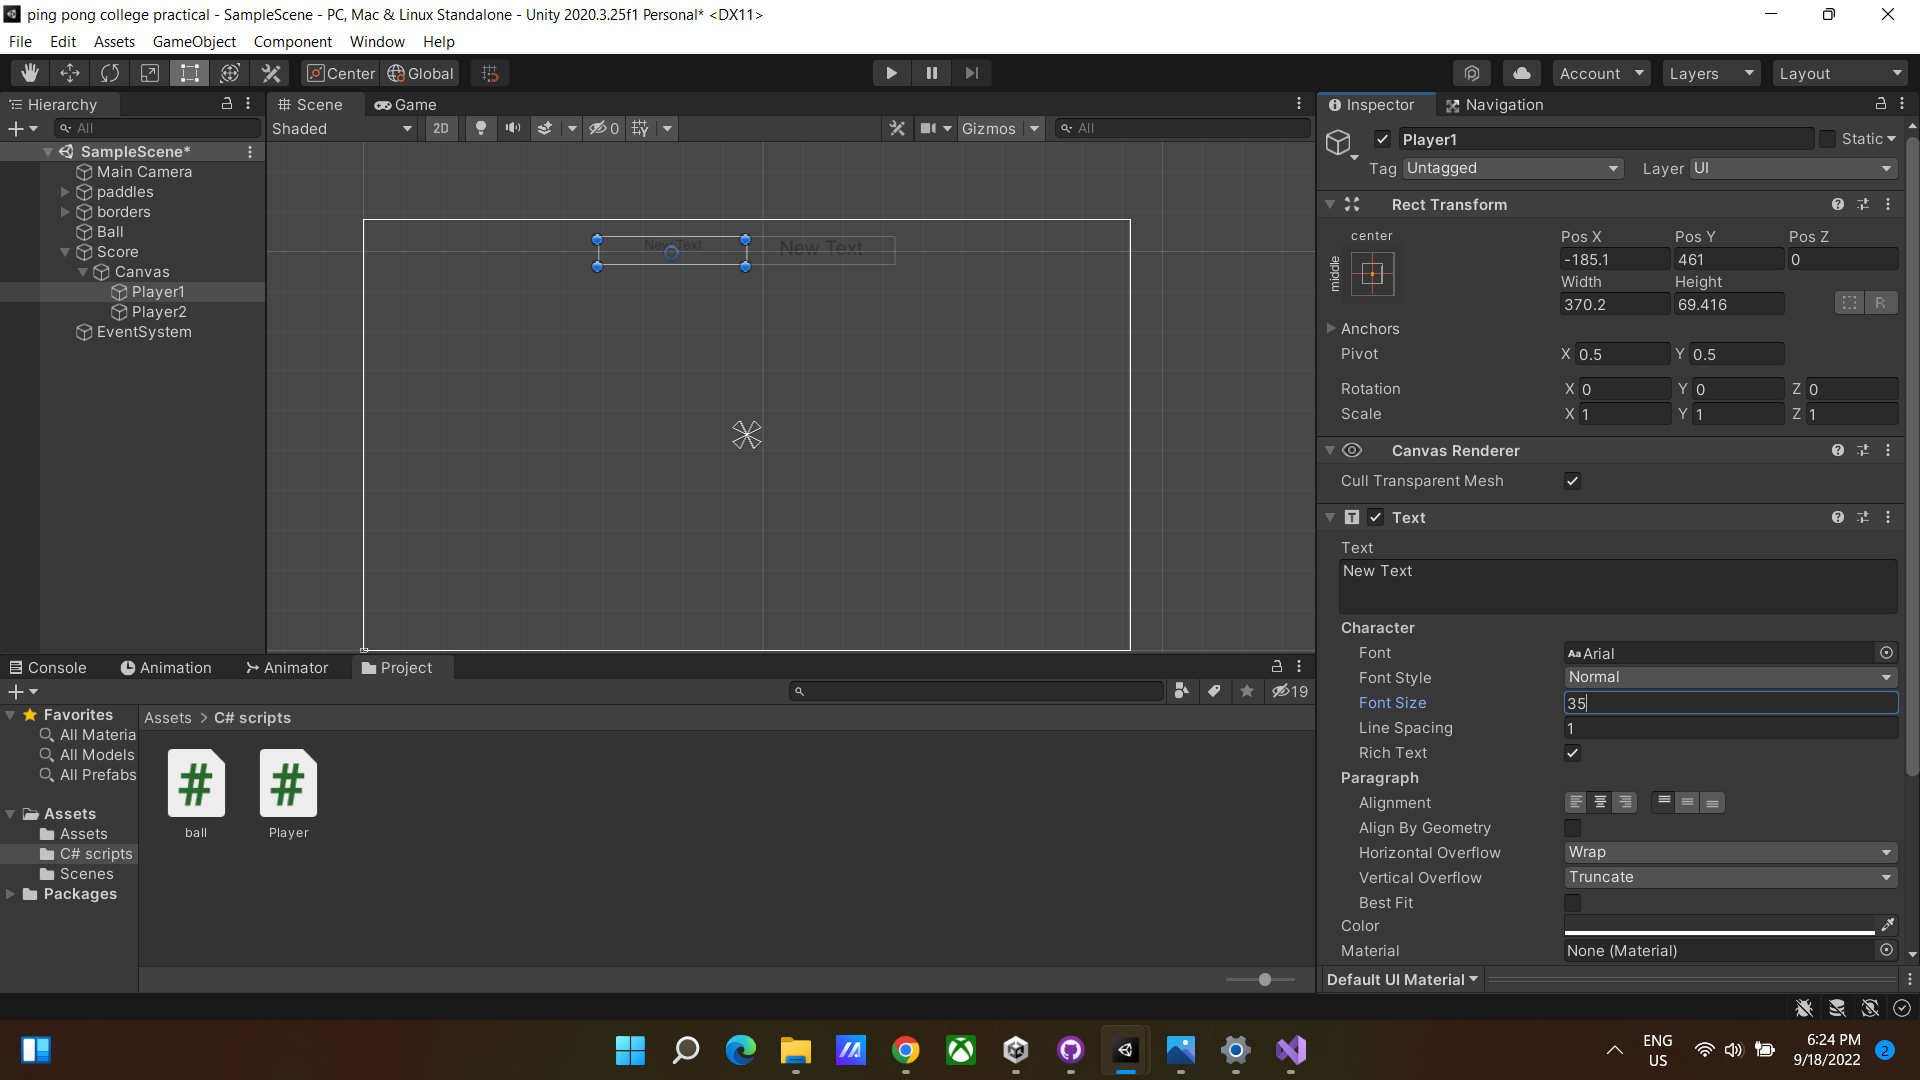 ping pong college practical - SampleScene - PC, Mac & Linux Standalone - Unity 2020.3.25f1 Personal* <DX11>
File Edit Assets GameObject Component Window Help
Center Global Account Layers Layout
Hierarchy
All
SampleScene*
Main Camera
paddles
borders
Ball
Score
Canvas
Player1
Player2
EventSystem
Scene Game
Shaded 2D 0 Gizmos All
New Text New Text
Inspector Navigation
Player1 Static
Tag Untagged Layer UI
Rect Transform
center
middle
Pos X Pos Y Pos Z
-185.1 461 0
Width Height
370.2 69.416 R
Anchors
Pivot X 0.5 Y 0.5
Rotation X 0 Y 0 Z 0
Scale X 1 Y 1 Z 1
Canvas Renderer
Cull Transparent Mesh
Text
Text
New Text
Character
Font Aa Arial
Font Style Normal
Font Size 35
Line Spacing 1
Rich Text
Paragraph
Alignment
Align By Geometry
Horizontal Overflow Wrap
Vertical Overflow Truncate
Best Fit
Color
Material None (Material)
Default UI Material
Console Animation Animator Project
19
Favorites
All Materia
All Models
All Prefabs
Assets
Assets
C# scripts
Scenes
Packages
Assets > C# scripts
ball Player
ENG
US
6:24 PM
9/18/2022
2